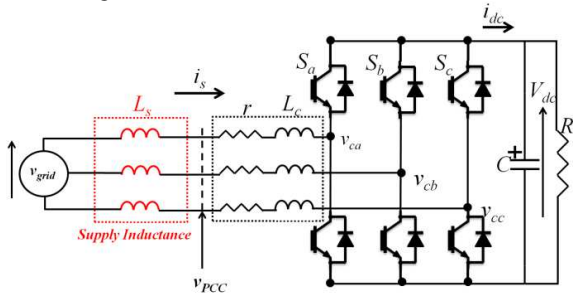 i_dc
S_a S_b S_c
i_s
L_s r L_c
V_dc
R
v_ca
C +
v_grid
v_cb
v_cc
Supply Inductance
v_PCC